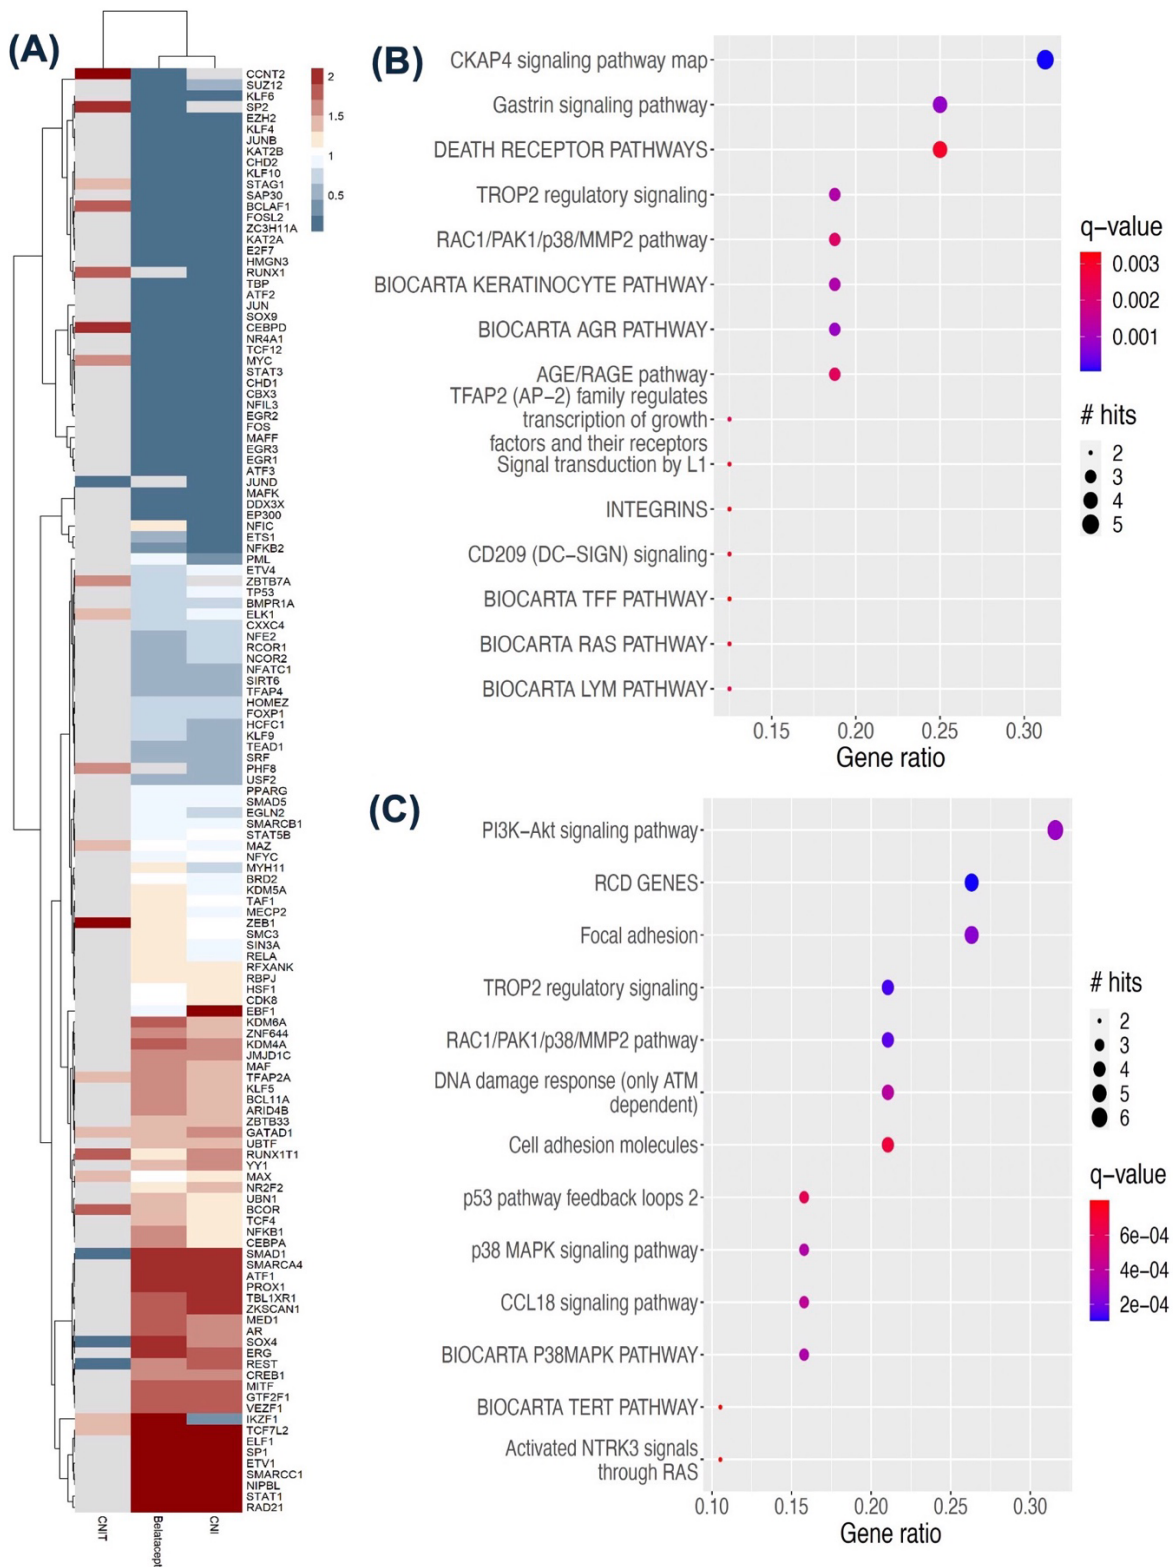 (A)
CCNT2
SUZ12
KLF6
SP2
EZH2
KLF4
JUNB
KAT2B
CHD2
KLF10
STAG1
SAP30
BCLAF1
FOSL2
ZC3H11A
KAT2A
E2F7
HMGN3
RUNX1
TBP
ATF2
JUN
SOX9
CEBPD
NR4A1
TCF12
MYC
STAT3
CHD1
CBX3
NFIL3
EGR2
FOS
MAFF
EGR3
EGR1
ATF3
JUND
MAFK
DDX3X
EP300
NFIC
ETS1
NFKB2
PML
ETV4
ZBTB7A
TP53
BMPR1A
ELK1
CXXC4
NFE2
RCOR1
NCOR2
NFATC1
SIRT6
TFAP4
HOMEZ
FOXP1
HCFC1
KLF9
TEAD1
SRF
PHF8
USF2
PPARG
SMAD5
EGLN2
SMARCB1
STAT5B
MAZ
NFYC
MYH11
BRD2
KDM5A
TAF1
MECP2
ZEB1
SMC3
SIN3A
RELA
RFXANK
RBPJ
HSF1
CDK8
EBF1
KDM6A
ZNF644
KDM4A
JMJD1C
MAF
TFAP2A
KLF5
BCL11A
ARID4B
ZBTB33
GATAD1
UBTF
RUNX1T1
YY1
MAX
NR2F2
UBN1
BCOR
TCF4
NFKB1
CEBPA
SMAD1
SMARCA4
ATF1
PROX1
TBL1XR1
ZKSCAN1
MED1
AR
SOX4
ERG
REST
CREB1
MITF
GTF2F1
VEZF1
IKZF1
TCF7L2
ELF1
SP1
ETV1
SMARCC1
NIPBL
STAT1
RAD21
CNIT
Belatacept
CNI
2
1.5
1
0.5
(B)
CKAP4 signaling pathway map
Gastrin signaling pathway
DEATH RECEPTOR PATHWAYS
TROP2 regulatory signaling
RAC1/PAK1/p38/MMP2 pathway
BIOCARTA KERATINOCYTE PATHWAY
BIOCARTA AGR PATHWAY
AGE/RAGE pathway
TFAP2 (AP−2) family regulates
transcription of growth
factors and their receptors
Signal transduction by L1
INTEGRINS
CD209 (DC−SIGN) signaling
BIOCARTA TFF PATHWAY
BIOCARTA RAS PATHWAY
BIOCARTA LYM PATHWAY
0.15
0.20
0.25
0.30
Gene ratio
q−value
0.003
0.002
0.001
# hits
2
3
4
5
(C)
PI3K−Akt signaling pathway
RCD GENES
Focal adhesion
TROP2 regulatory signaling
RAC1/PAK1/p38/MMP2 pathway
DNA damage response (only ATM
dependent)
Cell adhesion molecules
p53 pathway feedback loops 2
p38 MAPK signaling pathway
CCL18 signaling pathway
BIOCARTA P38MAPK PATHWAY
BIOCARTA TERT PATHWAY
Activated NTRK3 signals
through RAS
0.10
0.15
0.20
0.25
0.30
Gene ratio
# hits
2
3
4
5
6
q−value
6e−04
4e−04
2e−04